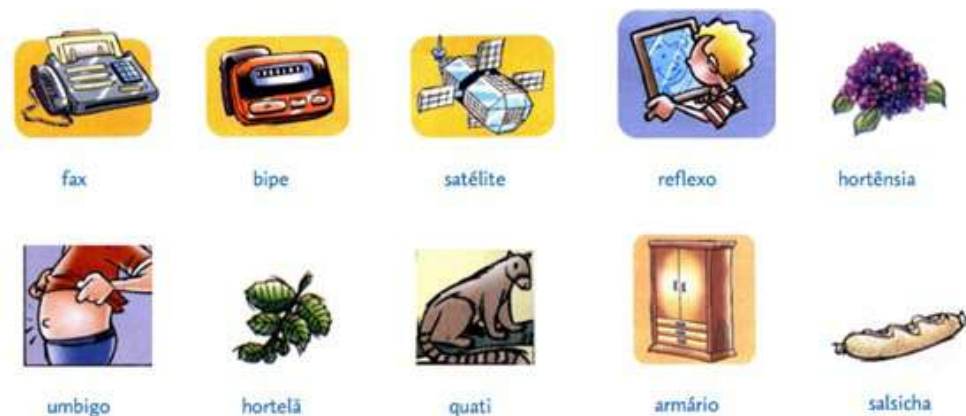 fax bipe satélite reflexo hortênsia
umbigo hortelã quati armário salsicha